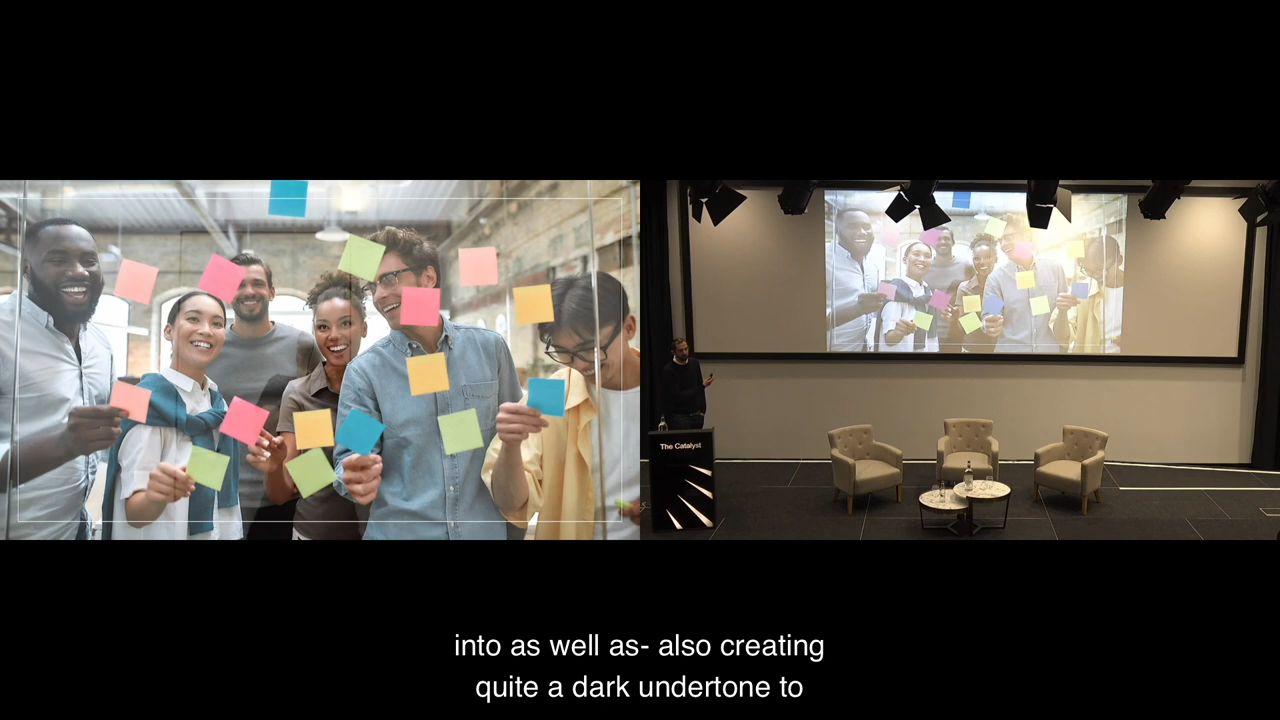 The Catalyst
into as well as- also creating
quite a dark undertone to